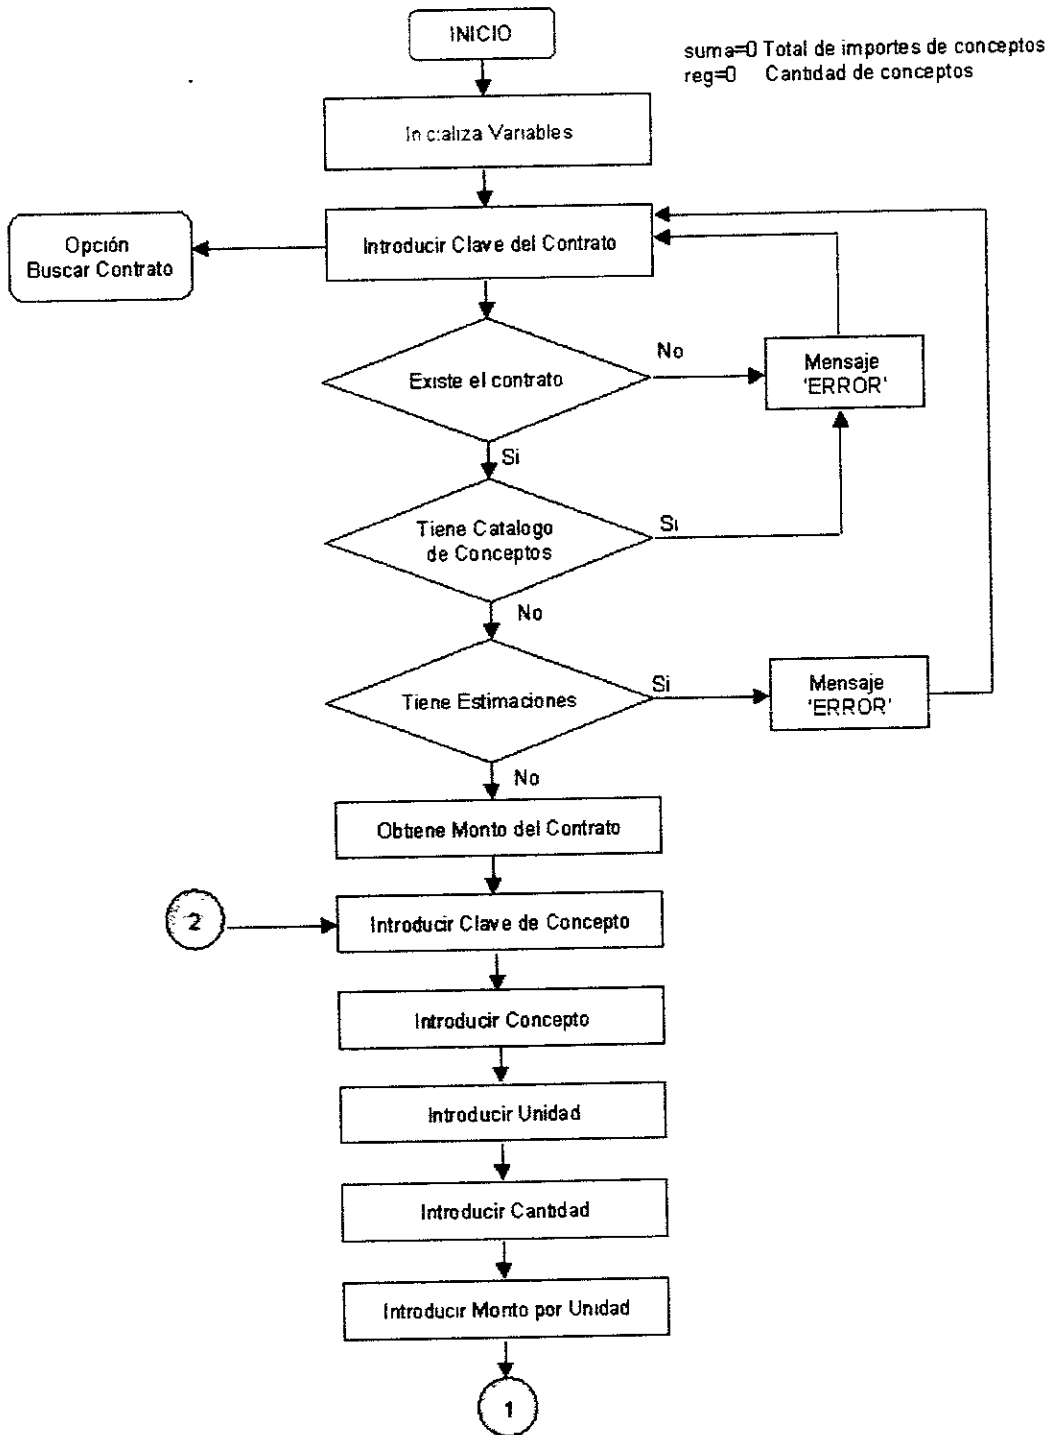 INICIO
suma=0 Total de importes de conceptos
reg=0 Cantidad de conceptos
Inicializa Variables
Opción
Buscar Contrato
Introducir Clave del Contrato
Existe el contrato
No
Mensaje
'ERROR'
Si
Tiene Catalogo
de Conceptos
Si
No
Tiene Estimaciones
Si
Mensaje
'ERROR'
No
Obtiene Monto del Contrato
2
Introducir Clave de Concepto
Introducir Concepto
Introducir Unidad
Introducir Cantidad
Introducir Monto por Unidad
1